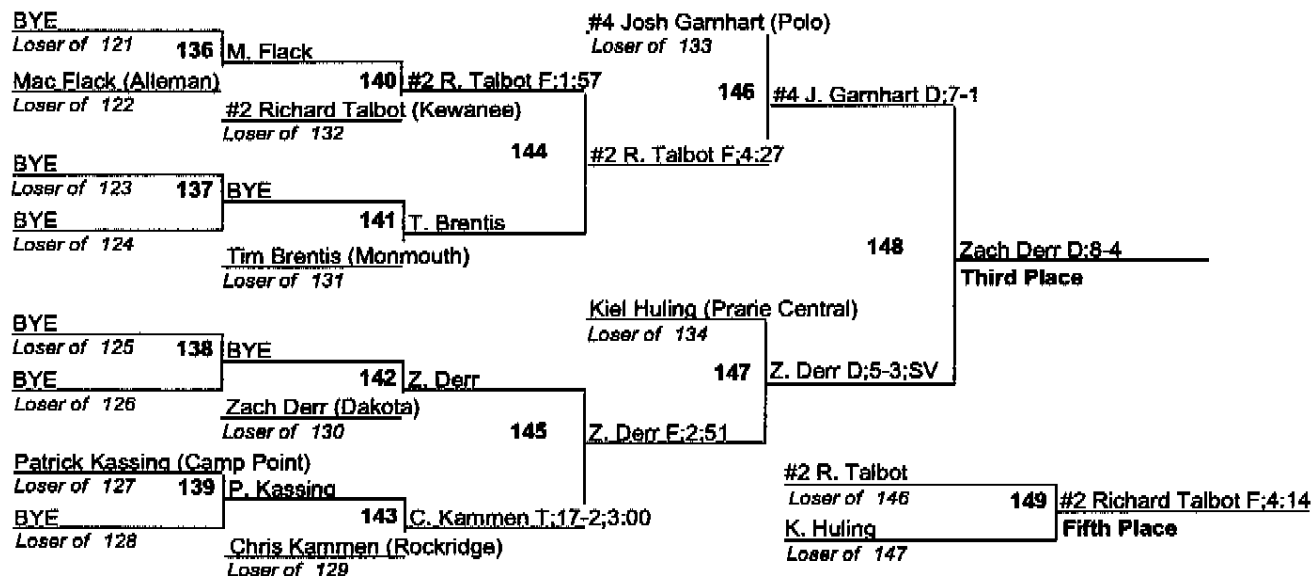 BYE
Loser of 121
136
M. Flack
Mac Flack (Alleman)
Loser of 122
140
#2 R. Talbot F;1;57
#2 Richard Talbot (Kewanee)
Loser of 132
BYE
Loser of 123
137
BYE
BYE
Loser of 124
141
T. Brentis
Tim Brentis (Monmouth)
Loser of 131
144
#2 R. Talbot F;4:27
#4 Josh Garnhart (Polo)
Loser of 133
146
#4 J. Garnhart D;7-1
BYE
Loser of 125
138
BYE
BYE
Loser of 126
142
Z. Derr
Zach Derr (Dakota)
Loser of 130
Patrick Kassing (Camp Point)
Loser of 127
139
P. Kassing
BYE
Loser of 128
143
C. Kammen T;17-2;3:00
Chris Kammen (Rockridge)
Loser of 129
145
Z. Derr F;2;51
Kiel Huling (Prarie Central)
Loser of 134
147
Z. Derr D;5-3;SV
148
Zach Derr D;8-4
Third Place
#2 R. Talbot
Loser of 146
149
#2 Richard Talbot F;4:14
Fifth Place
K. Huling
Loser of 147